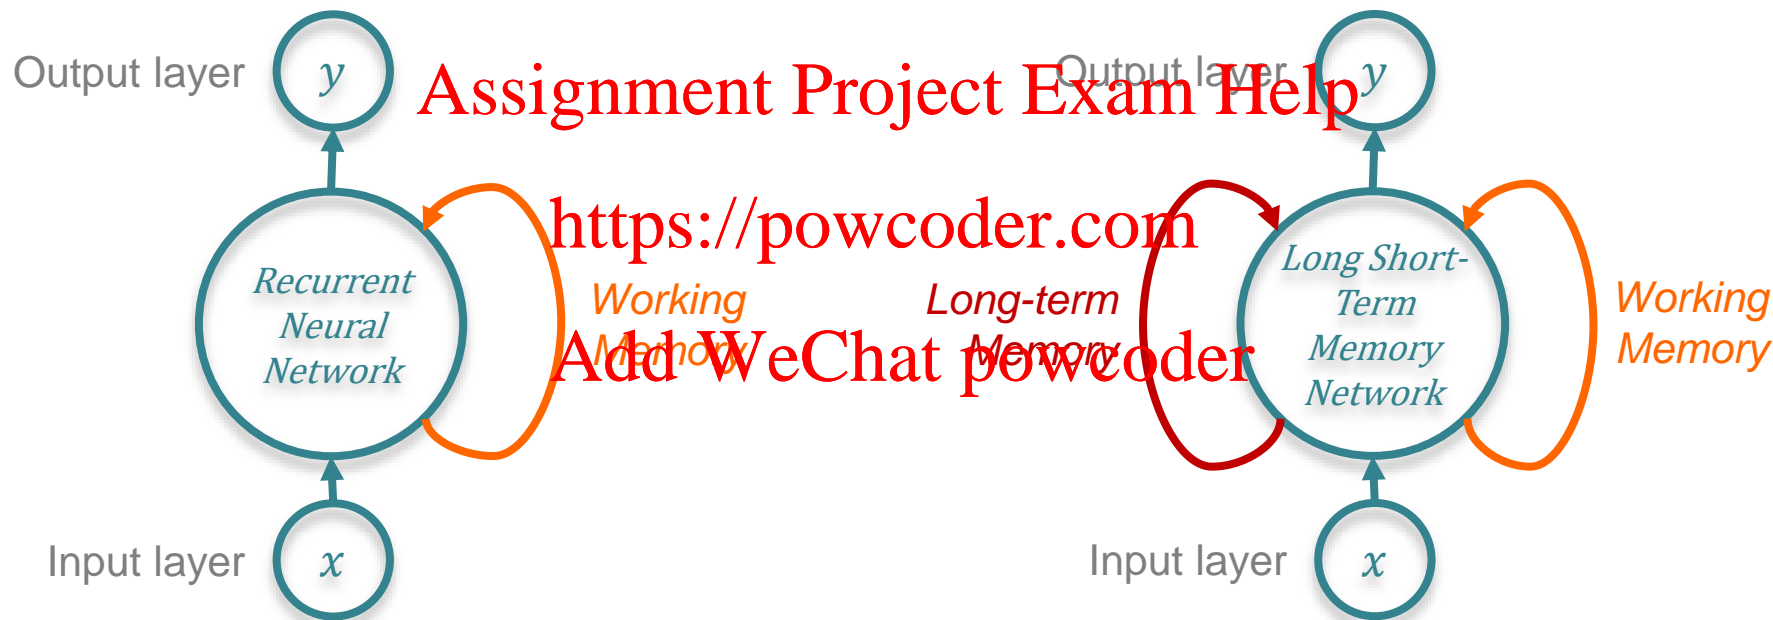 Output layer
y
Assignment Project Exam Help
Output layer
y
https://powcoder.com
Recurrent
Neural
Network
Working
Memory
Long-term
Memory
Add WeChat powcoder
Long Short-
Term
Memory
Network
Working
Memory
Input layer
x
Input layer
x